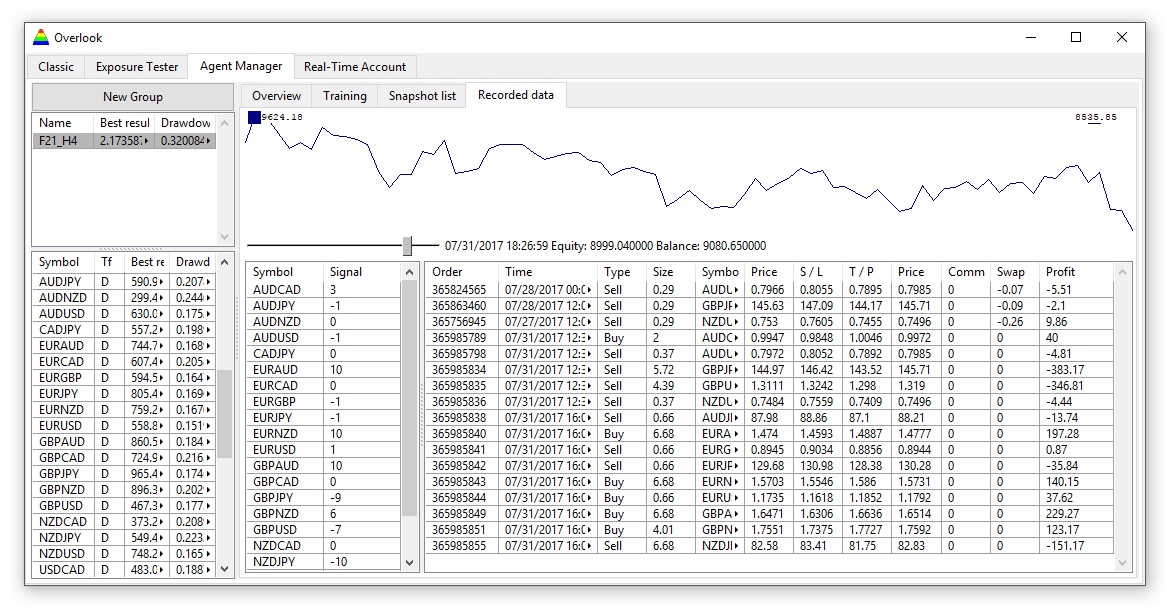 Overlook
Classic Exposure Tester Agent Manager Real-Time Account
New Group
Name Best resul Drawdow
F21_H4 2.173587 0.320084
Symbol Tf Best re Drawd
AUDJPY D 590.9 0.207
AUDNZD D 299.4 0.244
AUDUSD D 630.0 0.175
CADJPY D 557.2 0.198
EURAUD D 744.7 0.168
EURCAD D 607.4 0.205
EURGBP D 594.5 0.164
EURJPY D 805.4 0.169
EURNZD D 759.2 0.167
EURUSD D 558.8 0.151
GBPAUD D 860.5 0.184
GBPCAD D 724.9 0.216
GBPJPY D 965.4 0.174
GBPNZD D 896.3 0.202
GBPUSD D 467.3 0.177
NZDCAD D 373.2 0.208
NZDJPY D 549.4 0.223
NZDUSD D 748.2 0.165
USDCAD D 483.0 0.188
Overview Training Snapshot list Recorded data
9624.18 8535.85
07/31/2017 18:26:59 Equity: 8999.040000 Balance: 9080.650000
Symbol Signal
AUDCAD 3
AUDJPY -1
AUDNZD 0
AUDUSD -1
CADJPY 0
EURAUD 10
EURCAD 0
EURGBP -1
EURJPY -1
EURNZD 10
EURUSD 1
GBPAUD 10
GBPCAD 0
GBPJPY -9
GBPNZD 6
GBPUSD -7
NZDCAD 0
NZDJPY -10
Order Time Type Size Symbo Price S / L T / P Price Comm Swap Profit
365824565 07/28/2017 00:0 Sell 0.29 AUDU 0.7966 0.8055 0.7895 0.7985 0 -0.07 -5.51
365863460 07/28/2017 12:0 Sell 0.29 GBPJF 145.63 147.09 144.17 145.71 0 -0.09 -2.1
365756945 07/27/2017 12:0 Sell 0.29 NZDU 0.753 0.7605 0.7455 0.7496 0 -0.26 9.86
365985789 07/31/2017 12:3 Buy 2 AUDC 0.9947 0.9848 1.0046 0.9972 0 0 40
365985798 07/31/2017 12:3 Sell 0.37 AUDU 0.7972 0.8052 0.7892 0.7985 0 0 -4.81
365985834 07/31/2017 12:3 Sell 5.72 GBPJF 144.97 146.42 143.52 145.71 0 0 -383.17
365985835 07/31/2017 12:3 Sell 4.39 GBPU 1.3111 1.3242 1.298 1.319 0 0 -346.81
365985836 07/31/2017 12:3 Sell 0.37 NZDU 0.7484 0.7559 0.7409 0.7496 0 0 -4.44
365985838 07/31/2017 16:0 Sell 0.66 AUDJI 87.98 88.86 87.1 88.21 0 0 -13.74
365985840 07/31/2017 16:0 Buy 6.68 EURA 1.474 1.4593 1.4887 1.4777 0 0 197.28
365985841 07/31/2017 16:0 Sell 0.66 EURG 0.8945 0.9034 0.8856 0.8944 0 0 0.87
365985842 07/31/2017 16:0 Sell 0.66 EURJF 129.68 130.98 128.38 130.28 0 0 -35.84
365985843 07/31/2017 16:0 Buy 6.68 EURN 1.5703 1.5546 1.586 1.5731 0 0 140.15
365985844 07/31/2017 16:0 Buy 0.66 EURU 1.1735 1.1618 1.1852 1.1792 0 0 37.62
365985849 07/31/2017 16:0 Buy 6.68 GBPA 1.6471 1.6306 1.6636 1.6514 0 0 229.27
365985851 07/31/2017 16:0 Buy 4.01 GBPN 1.7551 1.7375 1.7727 1.7592 0 0 123.17
365985855 07/31/2017 16:0 Sell 6.68 NZDJI 82.58 83.41 81.75 82.83 0 0 -151.17